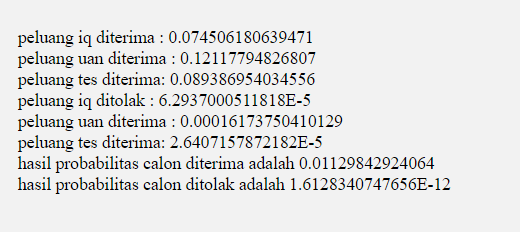 peluang iq diterima : 0.074506180639471
peluang uan diterima : 0.12117794826807
peluang tes diterima: 0.089386954034556
peluang iq ditolak : 6.2937000511818E-5
peluang uan diterima : 0.00016173750410129
peluang tes diterima: 2.6407157872182E-5
hasil probabilitas calon diterima adalah 0.01129842924064
hasil probabilitas calon ditolak adalah 1.6128340747656E-12